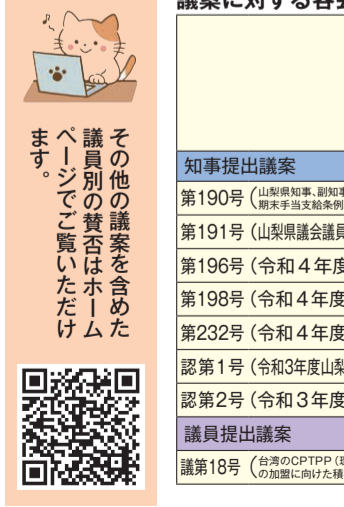 議案に対する各会
その他の議案を含めた
議員別の賛否はホーム
ページでご覧いただけ
ます。
知事提出議案
第190号(山梨県知事、副知事
期末手当支給条例
第191号(山梨県議会議員
第196号(令和4年度
第198号(令和4年度
第232号(令和4年度
認第1号(令和3年度山梨
認第2号(令和3年度
議員提出議案
議第18号(台湾のCPTPP(環
の加盟に向けた積